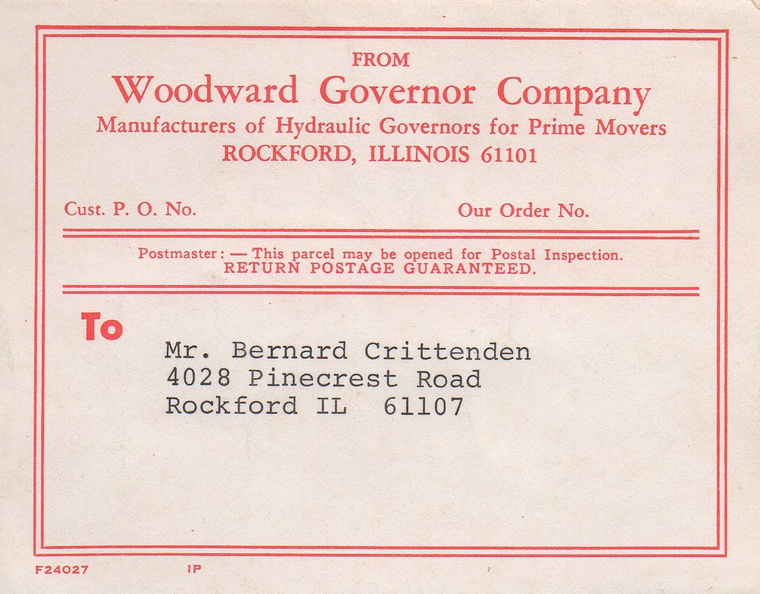 FROM
Woodward Governor Company
Manufacturers of Hydraulic Governors for Prime Movers
ROCKFORD, ILLINOIS 61101
Cust. P. O. No. Our Order No.
Postmaster: — This parcel may be opened for Postal Inspection.
RETURN POSTAGE GUARANTEED.
To
Mr. Bernard Crittenden
4028 Pinecrest Road
Rockford IL 61107
F24027 IP